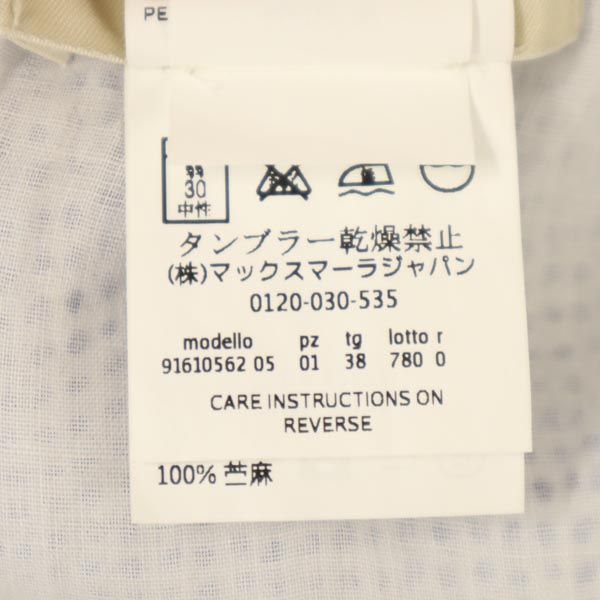 PE
30
中性
タンブラー乾燥禁止
(株)マックスマーラジャパン
0120-030-535
modello pz tg lotto r
91610562 05 01 38 780 0
CARE INSTRUCTIONS ON
REVERSE
100% 苎麻